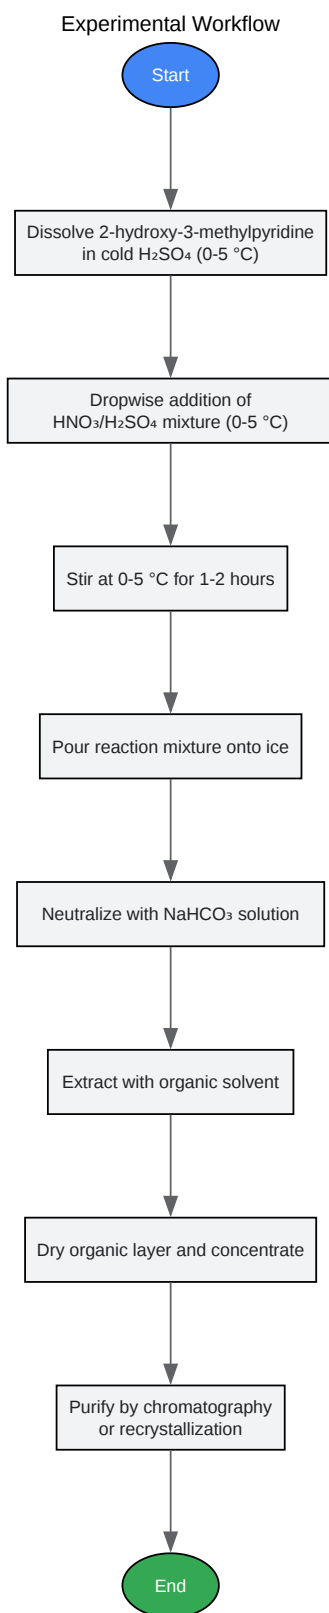 Experimental Workflow
Start
Dissolve 2-hydroxy-3-methylpyridine
in cold H₂SO₄ (0-5 °C)
Dropwise addition of
HNO₃/H₂SO₄ mixture (0-5 °C)
Stir at 0-5 °C for 1-2 hours
Pour reaction mixture onto ice
Neutralize with NaHCO₃ solution
Extract with organic solvent
Dry organic layer and concentrate
Purify by chromatography
or recrystallization
End